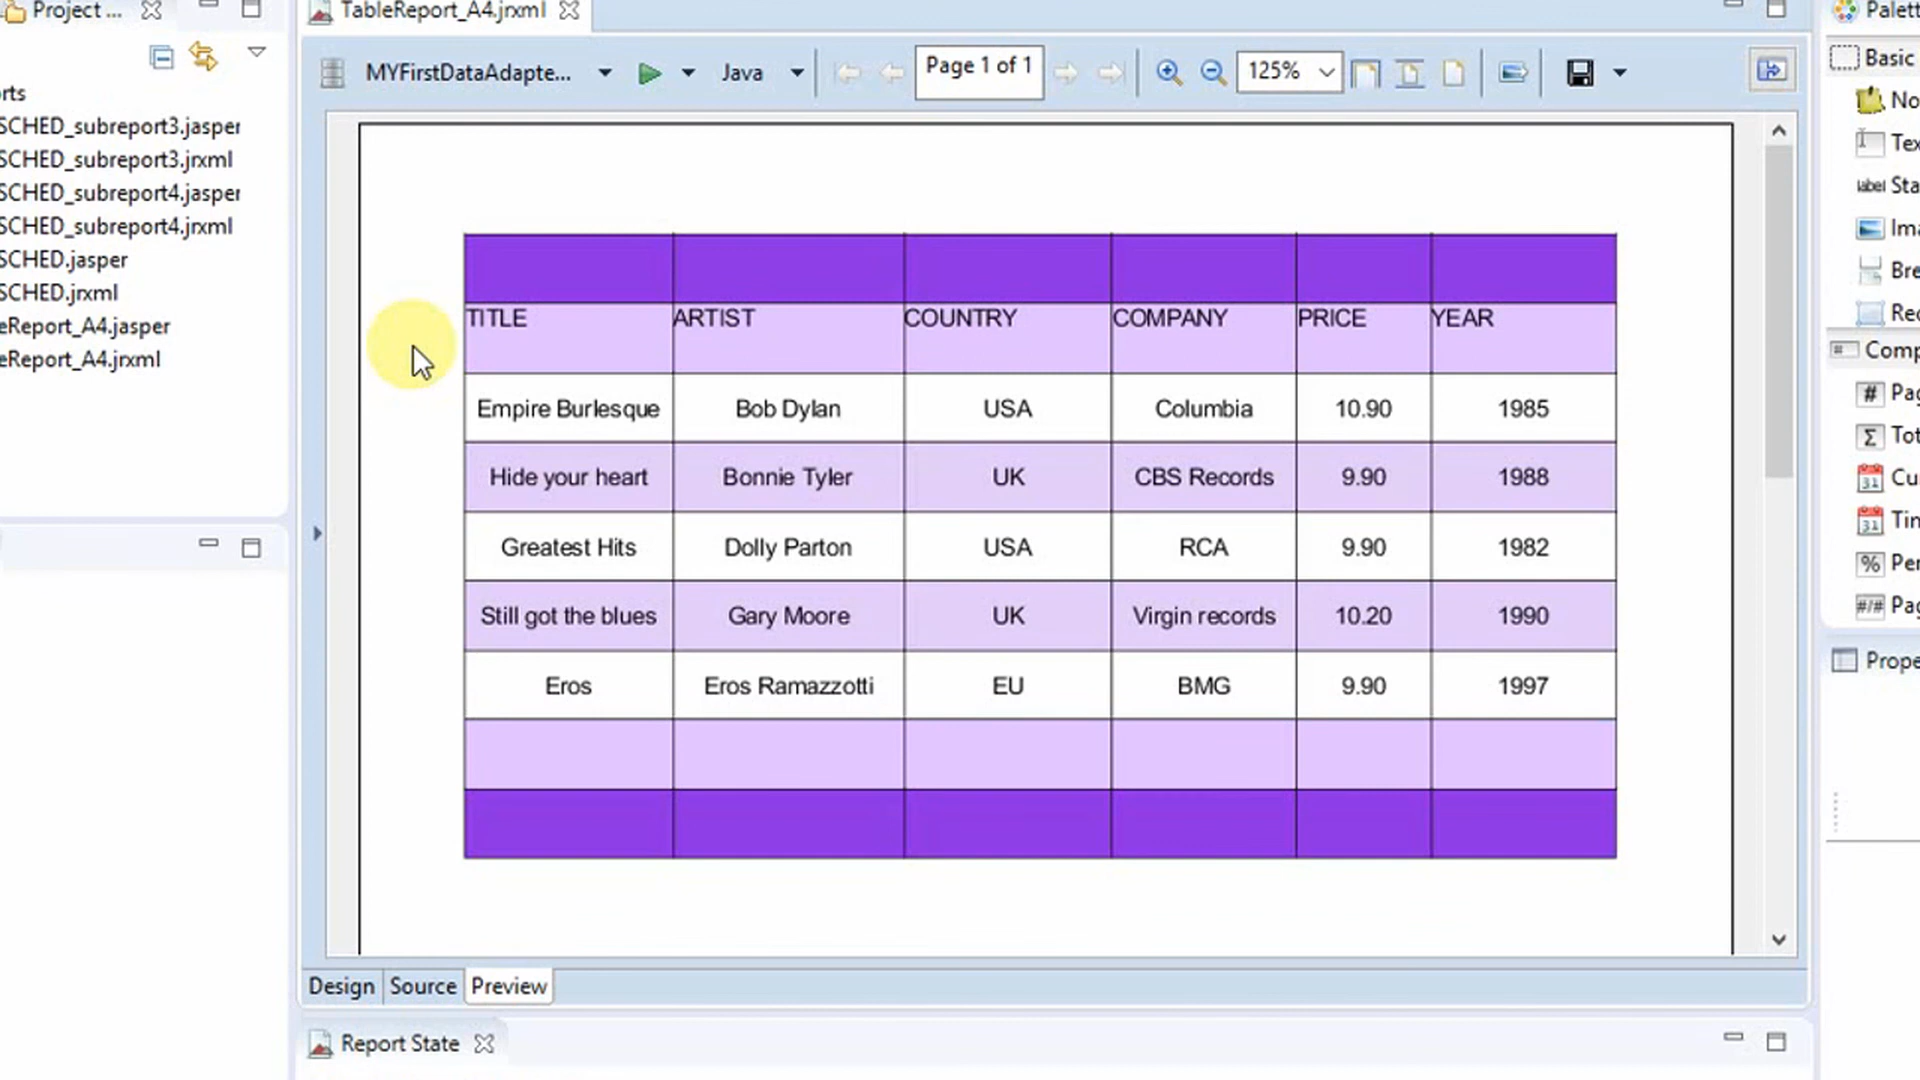 Project ...
TableReport_A4.jrxml
MYFirstDataAdapte...
Java
Page 1 of 1
125%
rts
SCHED_subreport3.jasper
SCHED_subreport3.jrxml
SCHED_subreport4.jasper
SCHED_subreport4.jrxml
SCHED.jasper
SCHED.jrxml
eReport_A4.jasper
eReport_A4.jrxml
TITLE ARTIST COUNTRY COMPANY PRICE YEAR
Empire Burlesque Bob Dylan USA Columbia 10.90 1985
Hide your heart Bonnie Tyler UK CBS Records 9.90 1988
Greatest Hits Dolly Parton USA RCA 9.90 1982
Still got the blues Gary Moore UK Virgin records 10.20 1990
Eros Eros Ramazzotti EU BMG 9.90 1997
Design Source Preview
Report State
Palett
Basic
No
Tex
label Sta
Ima
Bre
Rec
Comp
# Pag
Σ Tot
31 Cu
31 Tin
% Per
#/# Pag
Prope